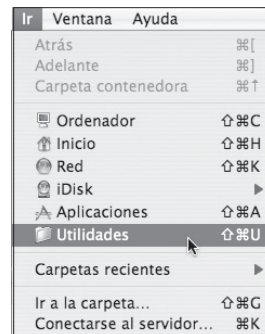 Ir Ventana Ayuda
Atrás ⌘[
Adelante ⌘]
Carpeta contenedora ⌘↑
Ordenador ⇧⌘C
Inicio ⇧⌘H
Red ⇧⌘K
iDisk ▶
Aplicaciones ⇧⌘A
Utilidades ⇧⌘U
Carpetas recientes ▶
Ir a la carpeta... ⇧⌘G
Conectarse al servidor... ⌘K